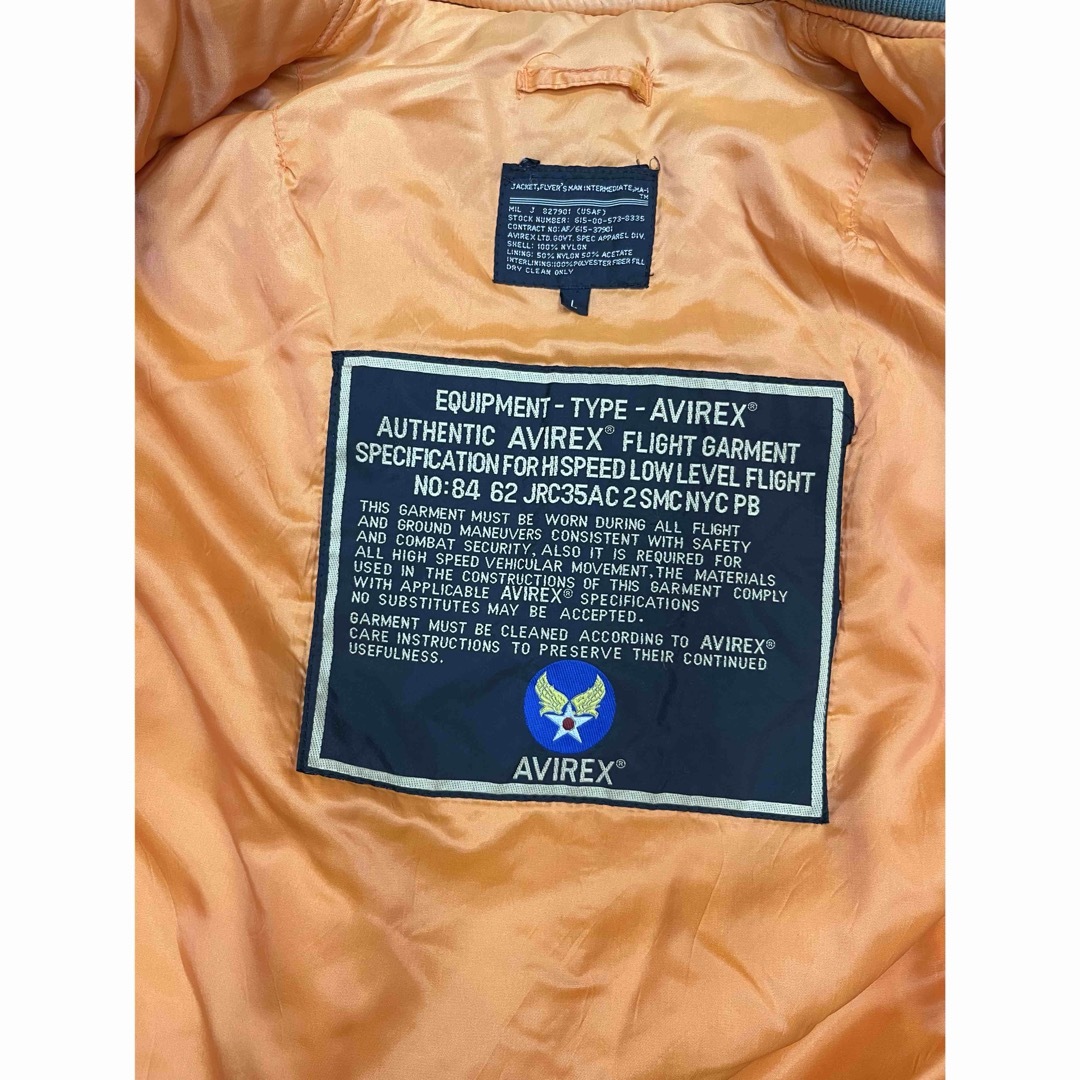 JACKET,FLYER'S MAN INTERMEDIATE,MA-1
TM
MIL J 827901 (USAF)
STOCK NUMBER: 615-00-573-8335
CONTRACT NO: AF/615-37901
AVIREX LTD. GOVT. SPEC APPAREL DIV.
SHELL: 100% NYLON
LINING: 50% NYLON 50% ACETATE
INTERLINING:100%POLYESTER FIBER FILL
DRY CLEAN ONLY
L
EQUIPMENT - TYPE - AVIREX®
AUTHENTIC AVIREX® FLIGHT GARMENT
SPECIFICATION FOR HI SPEED LOW LEVEL FLIGHT
NO:84 62 JRC35AC 2 SMC NYC PB
THIS GARMENT MUST BE WORN DURING ALL FLIGHT
AND GROUND MANEUVERS CONSISTENT WITH SAFETY
AND COMBAT SECURITY, ALSO IT IS REQUIRED FOR
ALL HIGH SPEED VEHICULAR MOVEMENT, THE MATERIALS
USED IN THE CONSTRUCTIONS OF THIS GARMENT COMPLY
WITH APPLICABLE AVIREX® SPECIFICATIONS
NO SUBSTITUTES MAY BE ACCEPTED.
GARMENT MUST BE CLEANED ACCORDING TO AVIREX®
CARE INSTRUCTIONS TO PRESERVE THEIR CONTINUED
USEFULNESS.
AVIREX®